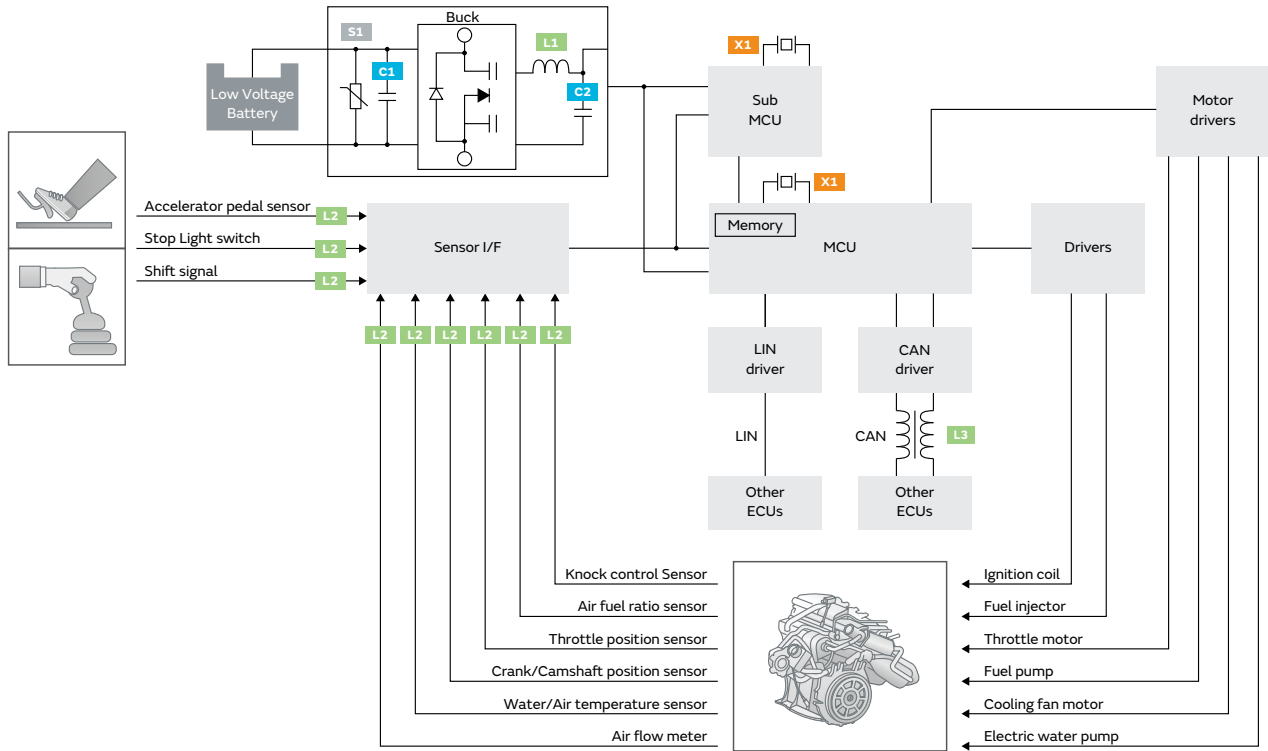 Buck
S1
L1
X1
C1
C2
Low Voltage
Battery
Sub
MCU
Motor
drivers
X1
Accelerator pedal sensor
L2
Stop Light switch
L2
Shift signal
L2
Sensor I/F
Memory
MCU
Drivers
L2
L2
L2
L2
L2
L2
LIN
driver
CAN
driver
LIN
CAN
L3
Other
ECUs
Other
ECUs
Knock control Sensor
Air fuel ratio sensor
Throttle position sensor
Crank/Camshaft position sensor
Water/Air temperature sensor
Air flow meter
Ignition coil
Fuel injector
Throttle motor
Fuel pump
Cooling fan motor
Electric water pump